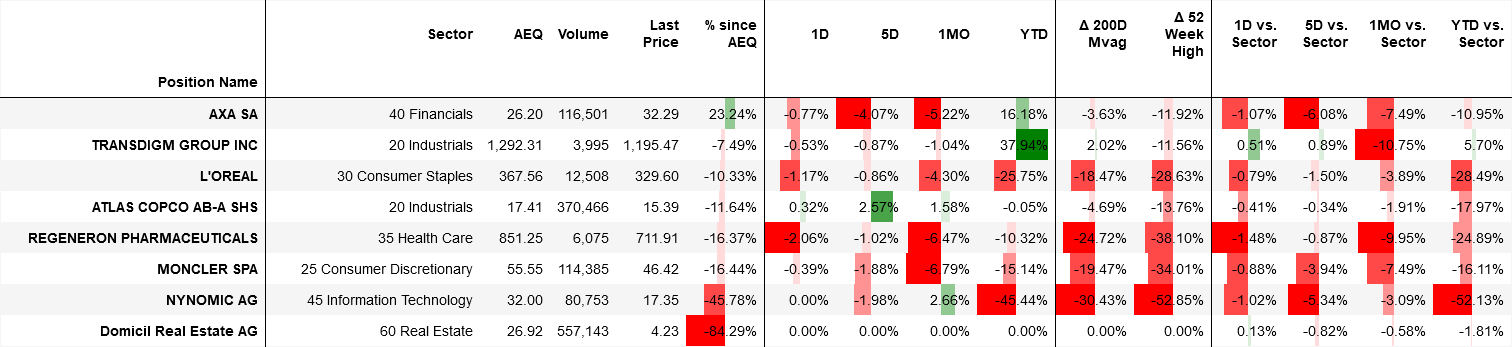 Position Name Sector AEQ Volume Last Price % since AEQ 1D 5D 1MO YTD Δ 200D Mvag Δ 52 Week High 1D vs. Sector 5D vs. Sector 1MO vs. Sector YTD vs. Sector
AXA SA 40 Financials 26.20 116,501 32.29 23.24% -0.77% -4.07% -5.22% 16.18% -3.63% -11.92% -1.07% -6.08% -7.49% -10.95%
TRANSDIGM GROUP INC 20 Industrials 1,292.31 3,995 1,195.47 -7.49% -0.53% -0.87% -1.04% 37.94% 2.02% -11.56% 0.51% 0.89% -10.75% 5.70%
L'OREAL 30 Consumer Staples 367.56 12,508 329.60 -10.33% -1.17% -0.86% -4.30% -25.75% -18.47% -28.63% -0.79% -1.50% -3.89% -28.49%
ATLAS COPCO AB-A SHS 20 Industrials 17.41 370,466 15.39 -11.64% 0.32% 2.57% 1.58% -0.05% -4.69% -13.76% -0.41% -0.34% -1.91% -17.97%
REGENERON PHARMACEUTICALS 35 Health Care 851.25 6,075 711.91 -16.37% -2.06% -1.02% -6.47% -10.32% -24.72% -38.10% -1.48% -0.87% -9.95% -24.89%
MONCLER SPA 25 Consumer Discretionary 55.55 114,385 46.42 -16.44% -0.39% -1.88% -6.79% -15.14% -19.47% -34.01% -0.88% -3.94% -7.49% -16.11%
NYNOMIC AG 45 Information Technology 32.00 80,753 17.35 -45.78% 0.00% -1.98% 2.66% -45.44% -30.43% -52.85% -1.02% -5.34% -3.09% -52.13%
Domicil Real Estate AG 60 Real Estate 26.92 557,143 4.23 -84.29% 0.00% 0.00% 0.00% 0.00% 0.00% 0.00% 0.13% -0.82% -0.58% -1.81%